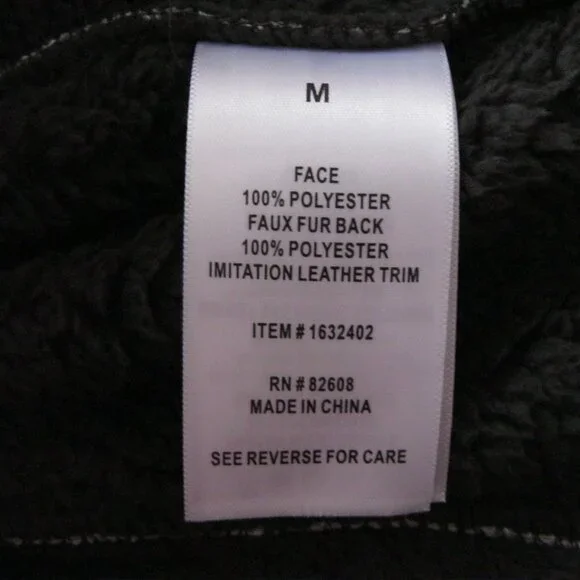 M
FACE
100% POLYESTER
FAUX FUR BACK
100% POLYESTER
IMITATION LEATHER TRIM
ITEM # 1632402
RN # 82608
MADE IN CHINA
SEE REVERSE FOR CARE